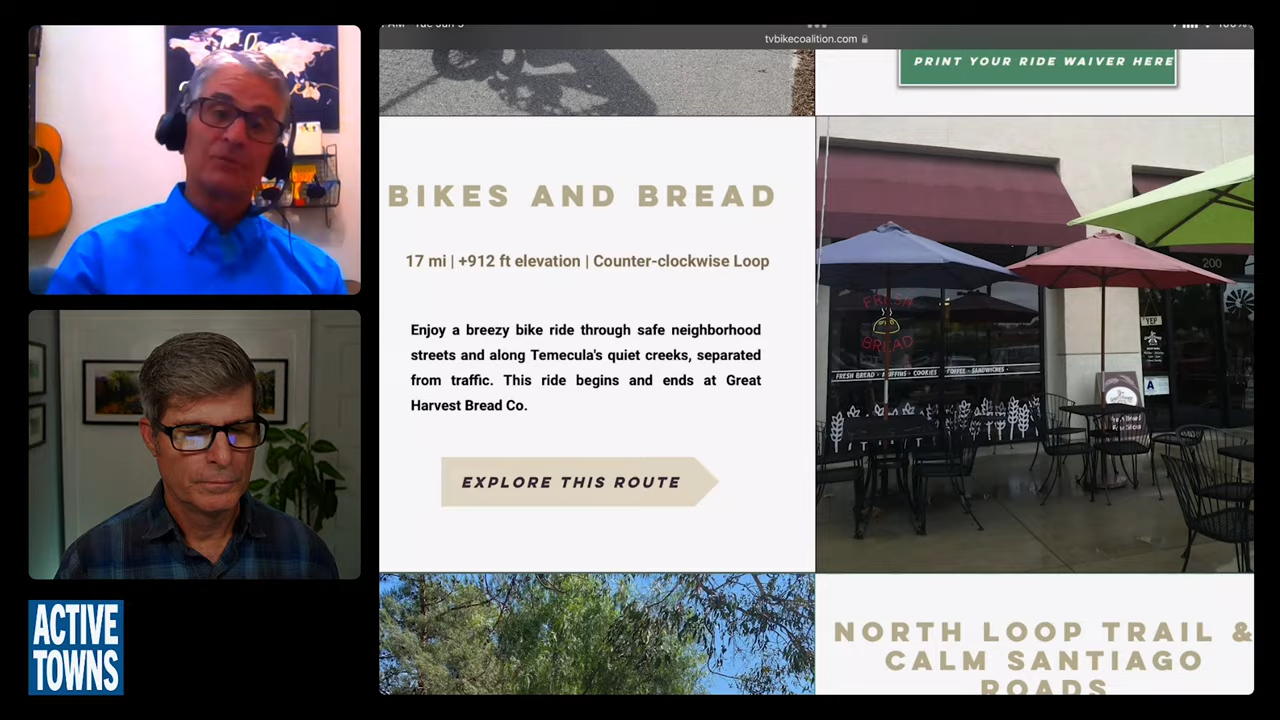 tvbikecoalition.com
PRINT YOUR RIDE WAIVER HERE
BIKES AND BREAD
17 mi | +912 ft elevation | Counter-clockwise Loop
Enjoy a breezy bike ride through safe neighborhood
streets and along Temecula's quiet creeks, separated
from traffic. This ride begins and ends at Great
Harvest Bread Co.
EXPLORE THIS ROUTE
200
FRESH
BREAD
YEP
FRESH BREAD • MUFFINS • COOKIES
COFFEE • SANDWICHES •
A
NORTH LOOP TRAIL &
CALM SANTIAGO
ROADS
ACTIVE
TOWNS